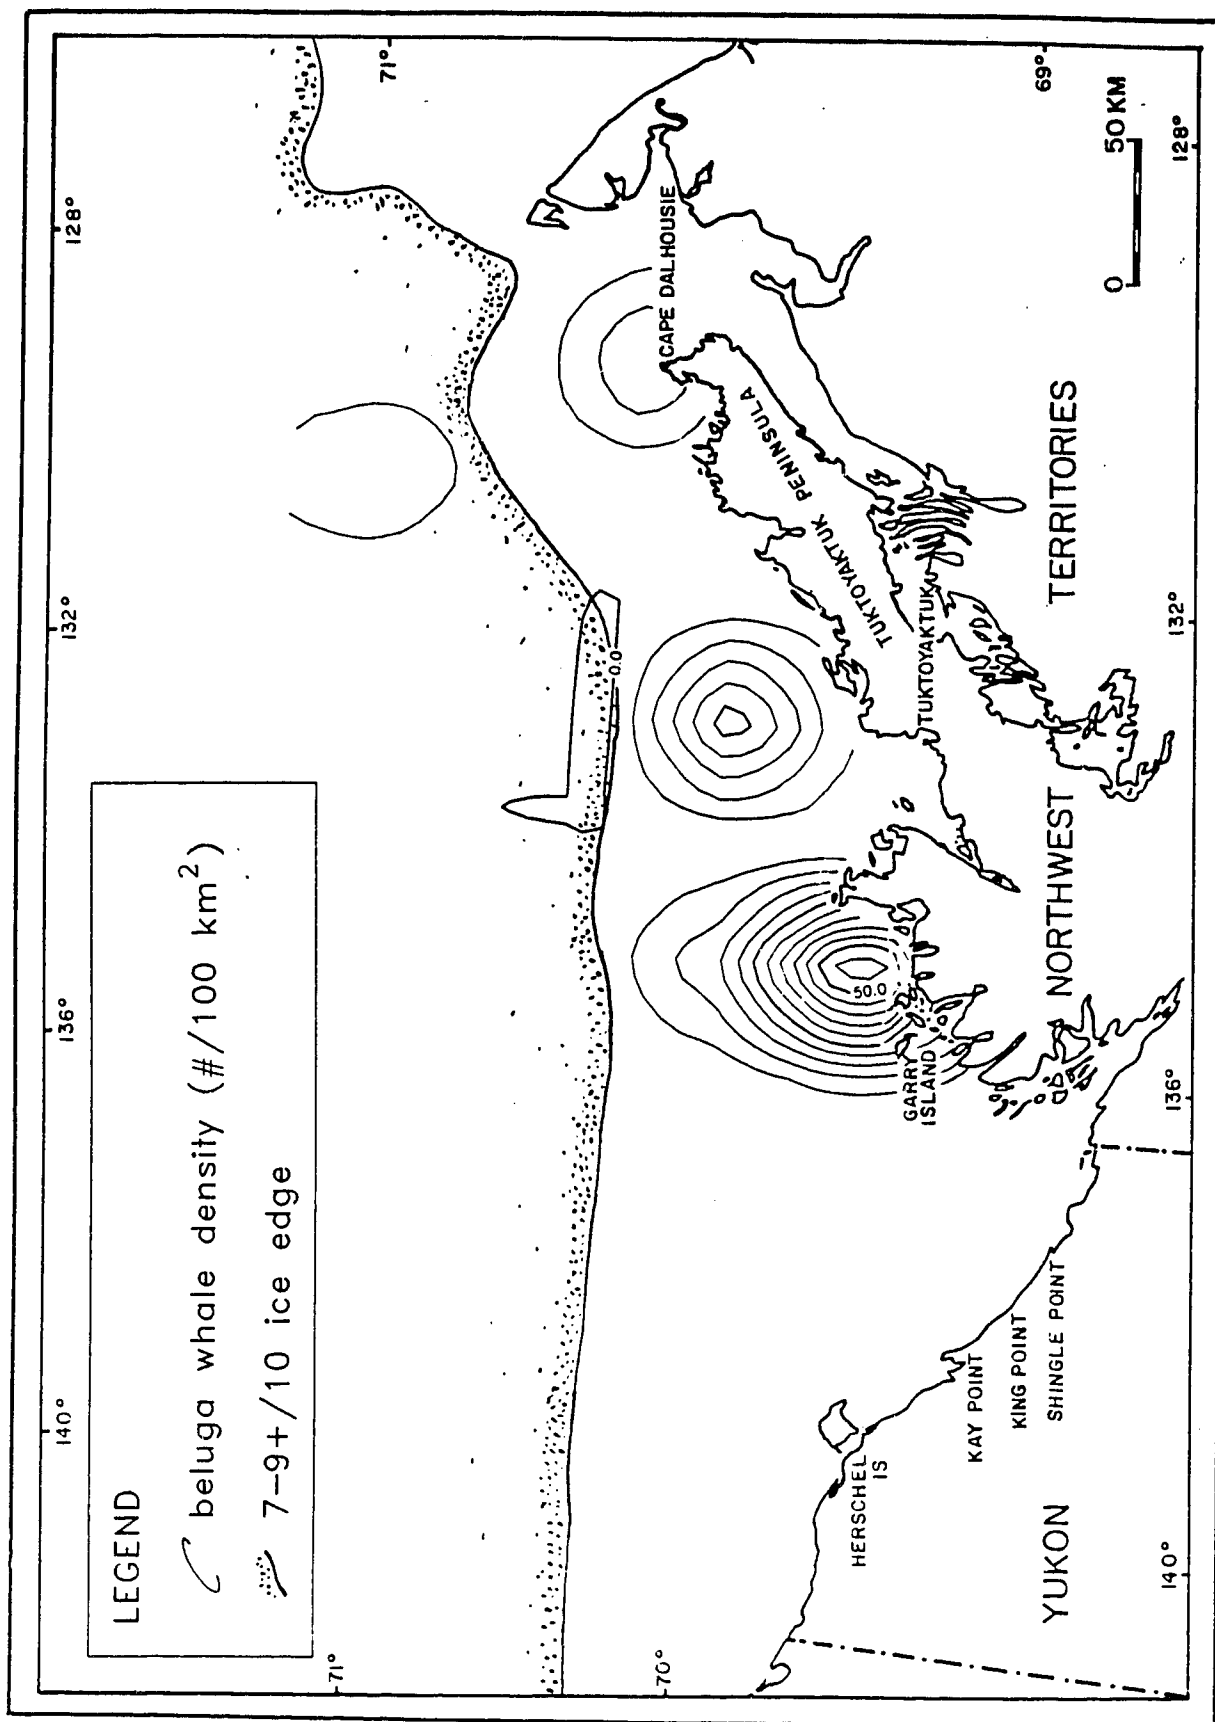 LEGEND
beluga whale density (#/100 km²)
7-9+/10 ice edge
140°
136°
132°
128°
71°
71°
70°
69°
0.0
50.0
CAPE DALHOUSIE
TUKTOYAKTUK PENINSULA
TUKTOYAKTUK
GARRY
ISLAND
HERSCHEL
IS
KAY POINT
KING POINT
SHINGLE POINT
YUKON
NORTHWEST TERRITORIES
0 50 KM
140°
136°
132°
128°